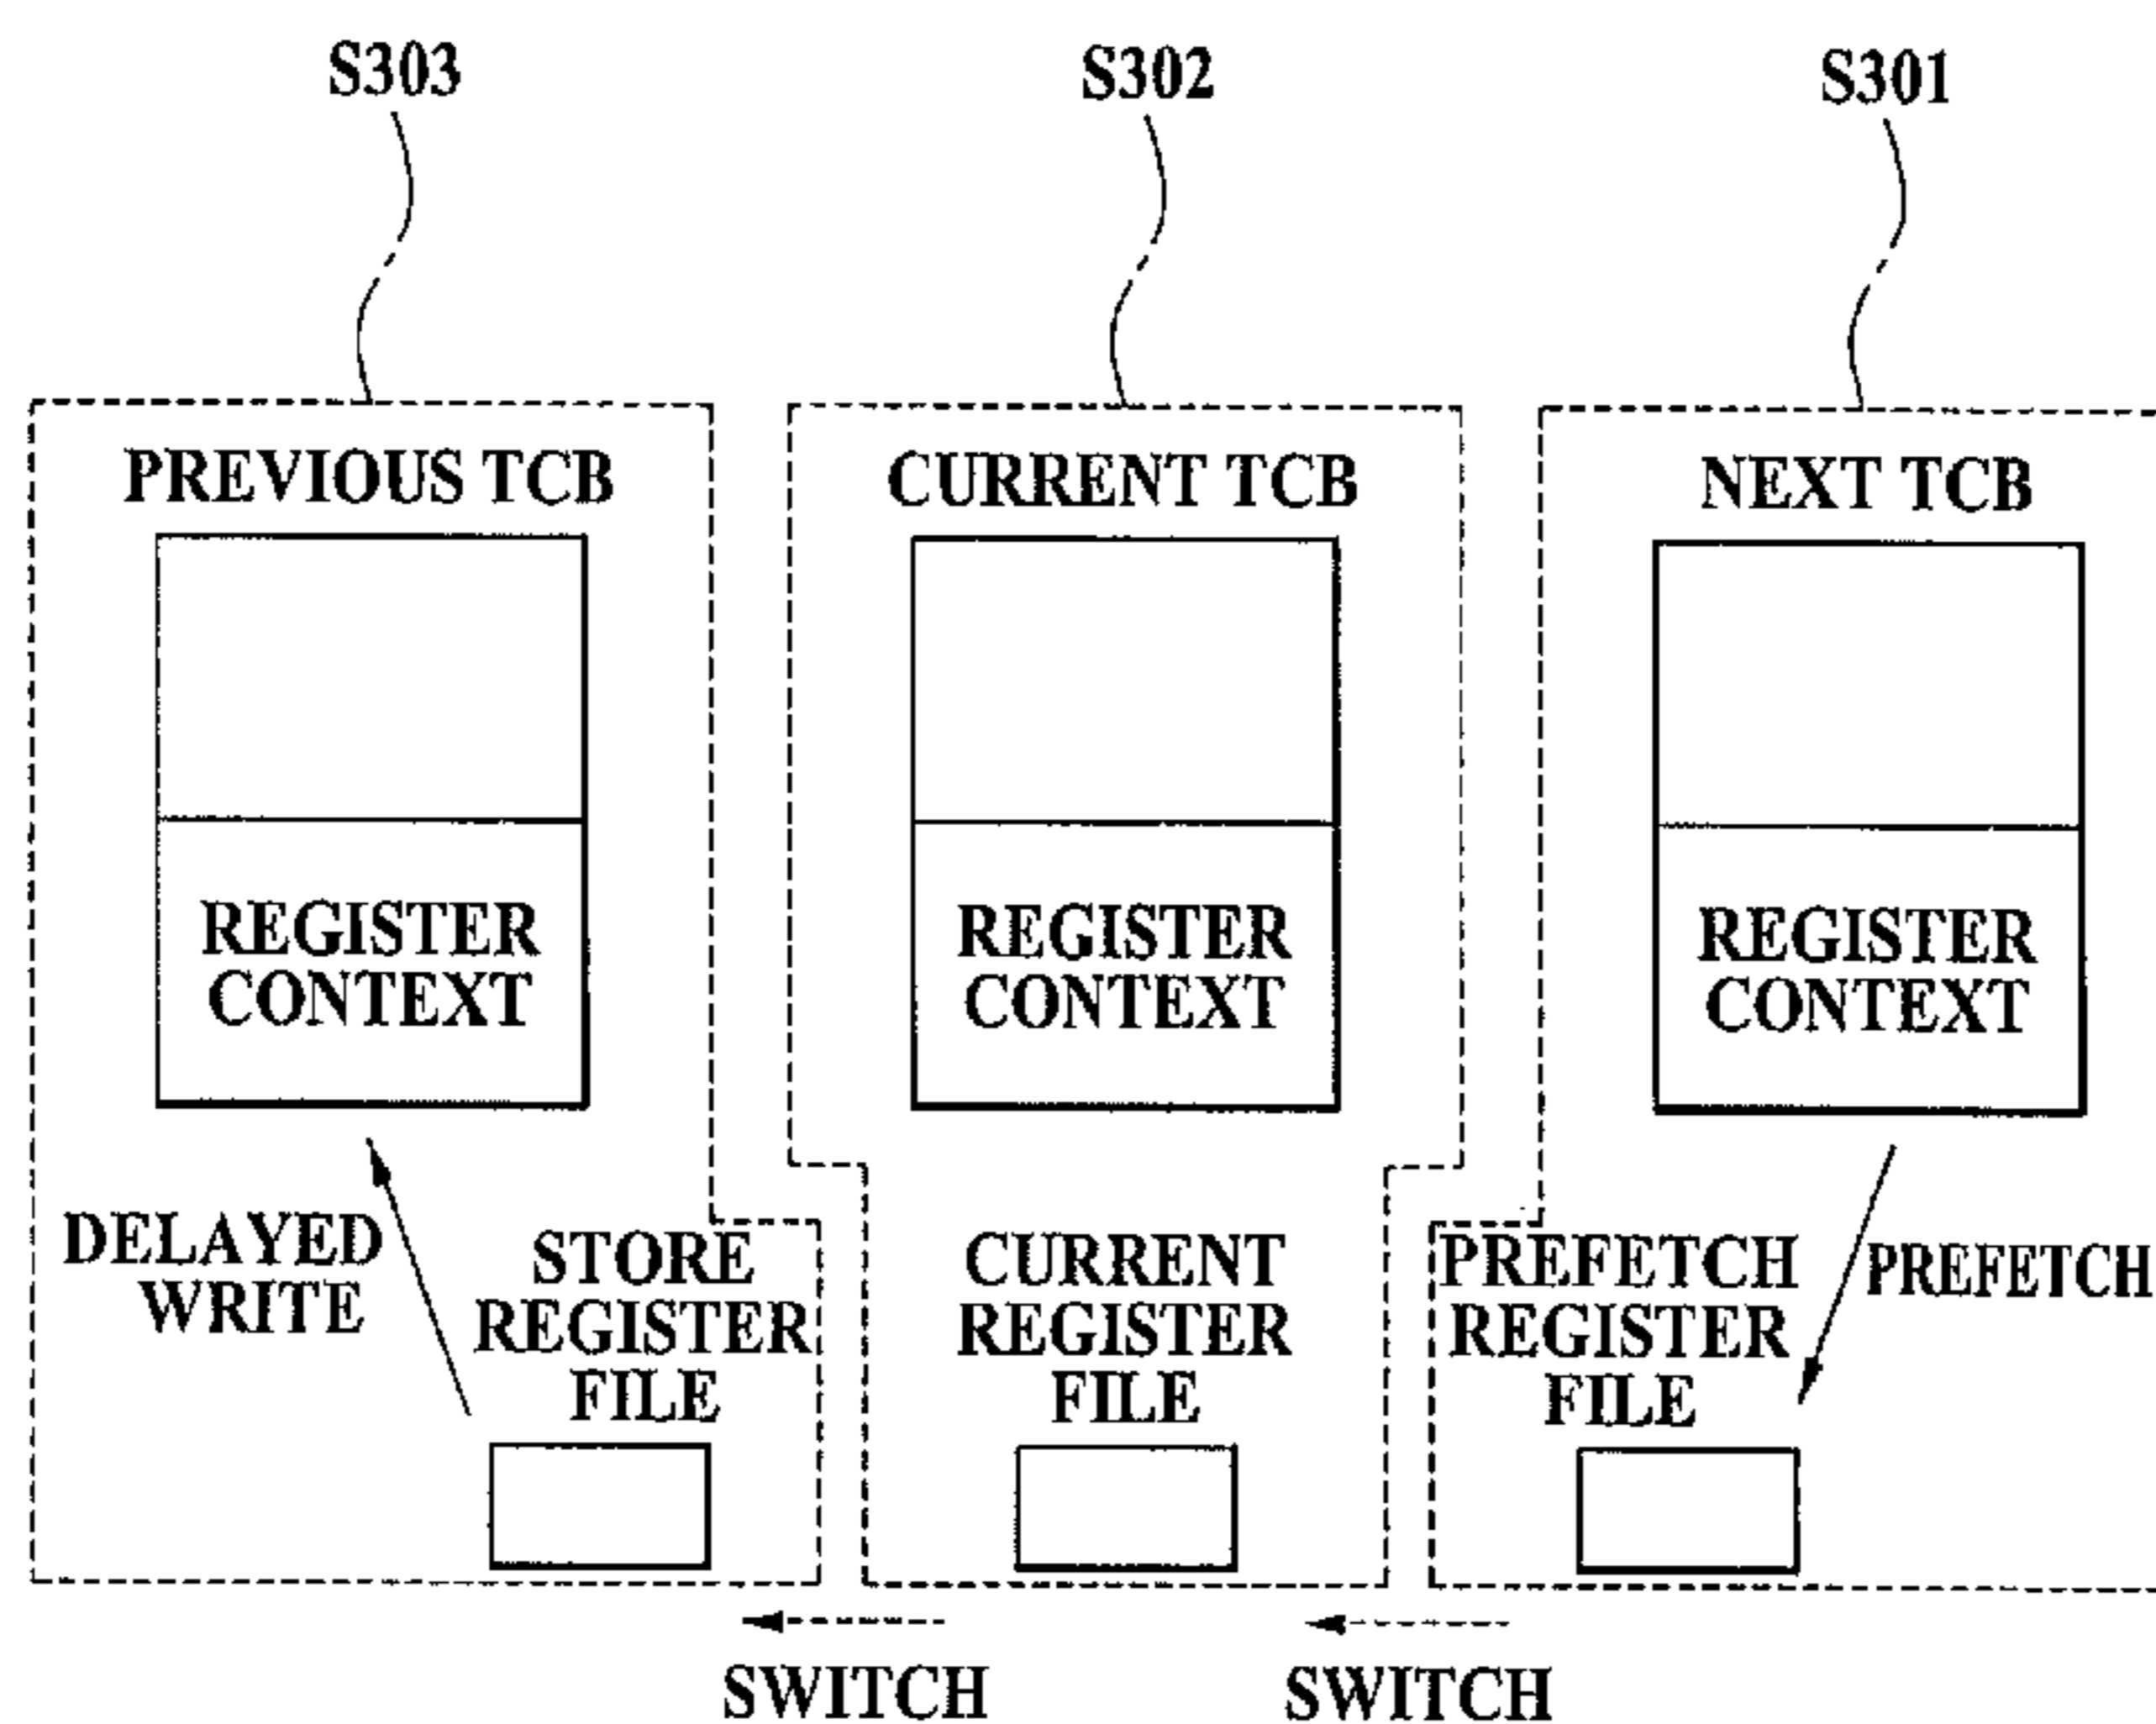 S303
S302
S301
PREVIOUS TCB
CURRENT TCB
NEXT TCB
REGISTER
CONTEXT
REGISTER
CONTEXT
REGISTER
CONTEXT
DELAYED
WRITE
STORE
REGISTER
FILE
CURRENT
REGISTER
FILE
PREFETCH
REGISTER
FILE
PREFETCH
SWITCH
SWITCH